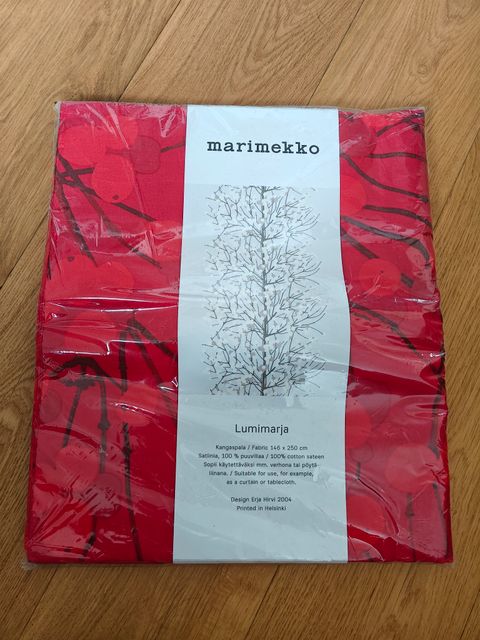 marimekko
Lumimarja
Kangaspala / Fabric 146 x 250 cm
Satiinia, 100 % puuvillaa / 100% cotton sateen
Sopii käytettäväksi mm. verhona tai pöytä-
liinana. / Suitable for use, for example,
as a curtain or tablecloth.
Design Erja Hirvi 2004
Printed in Helsinki